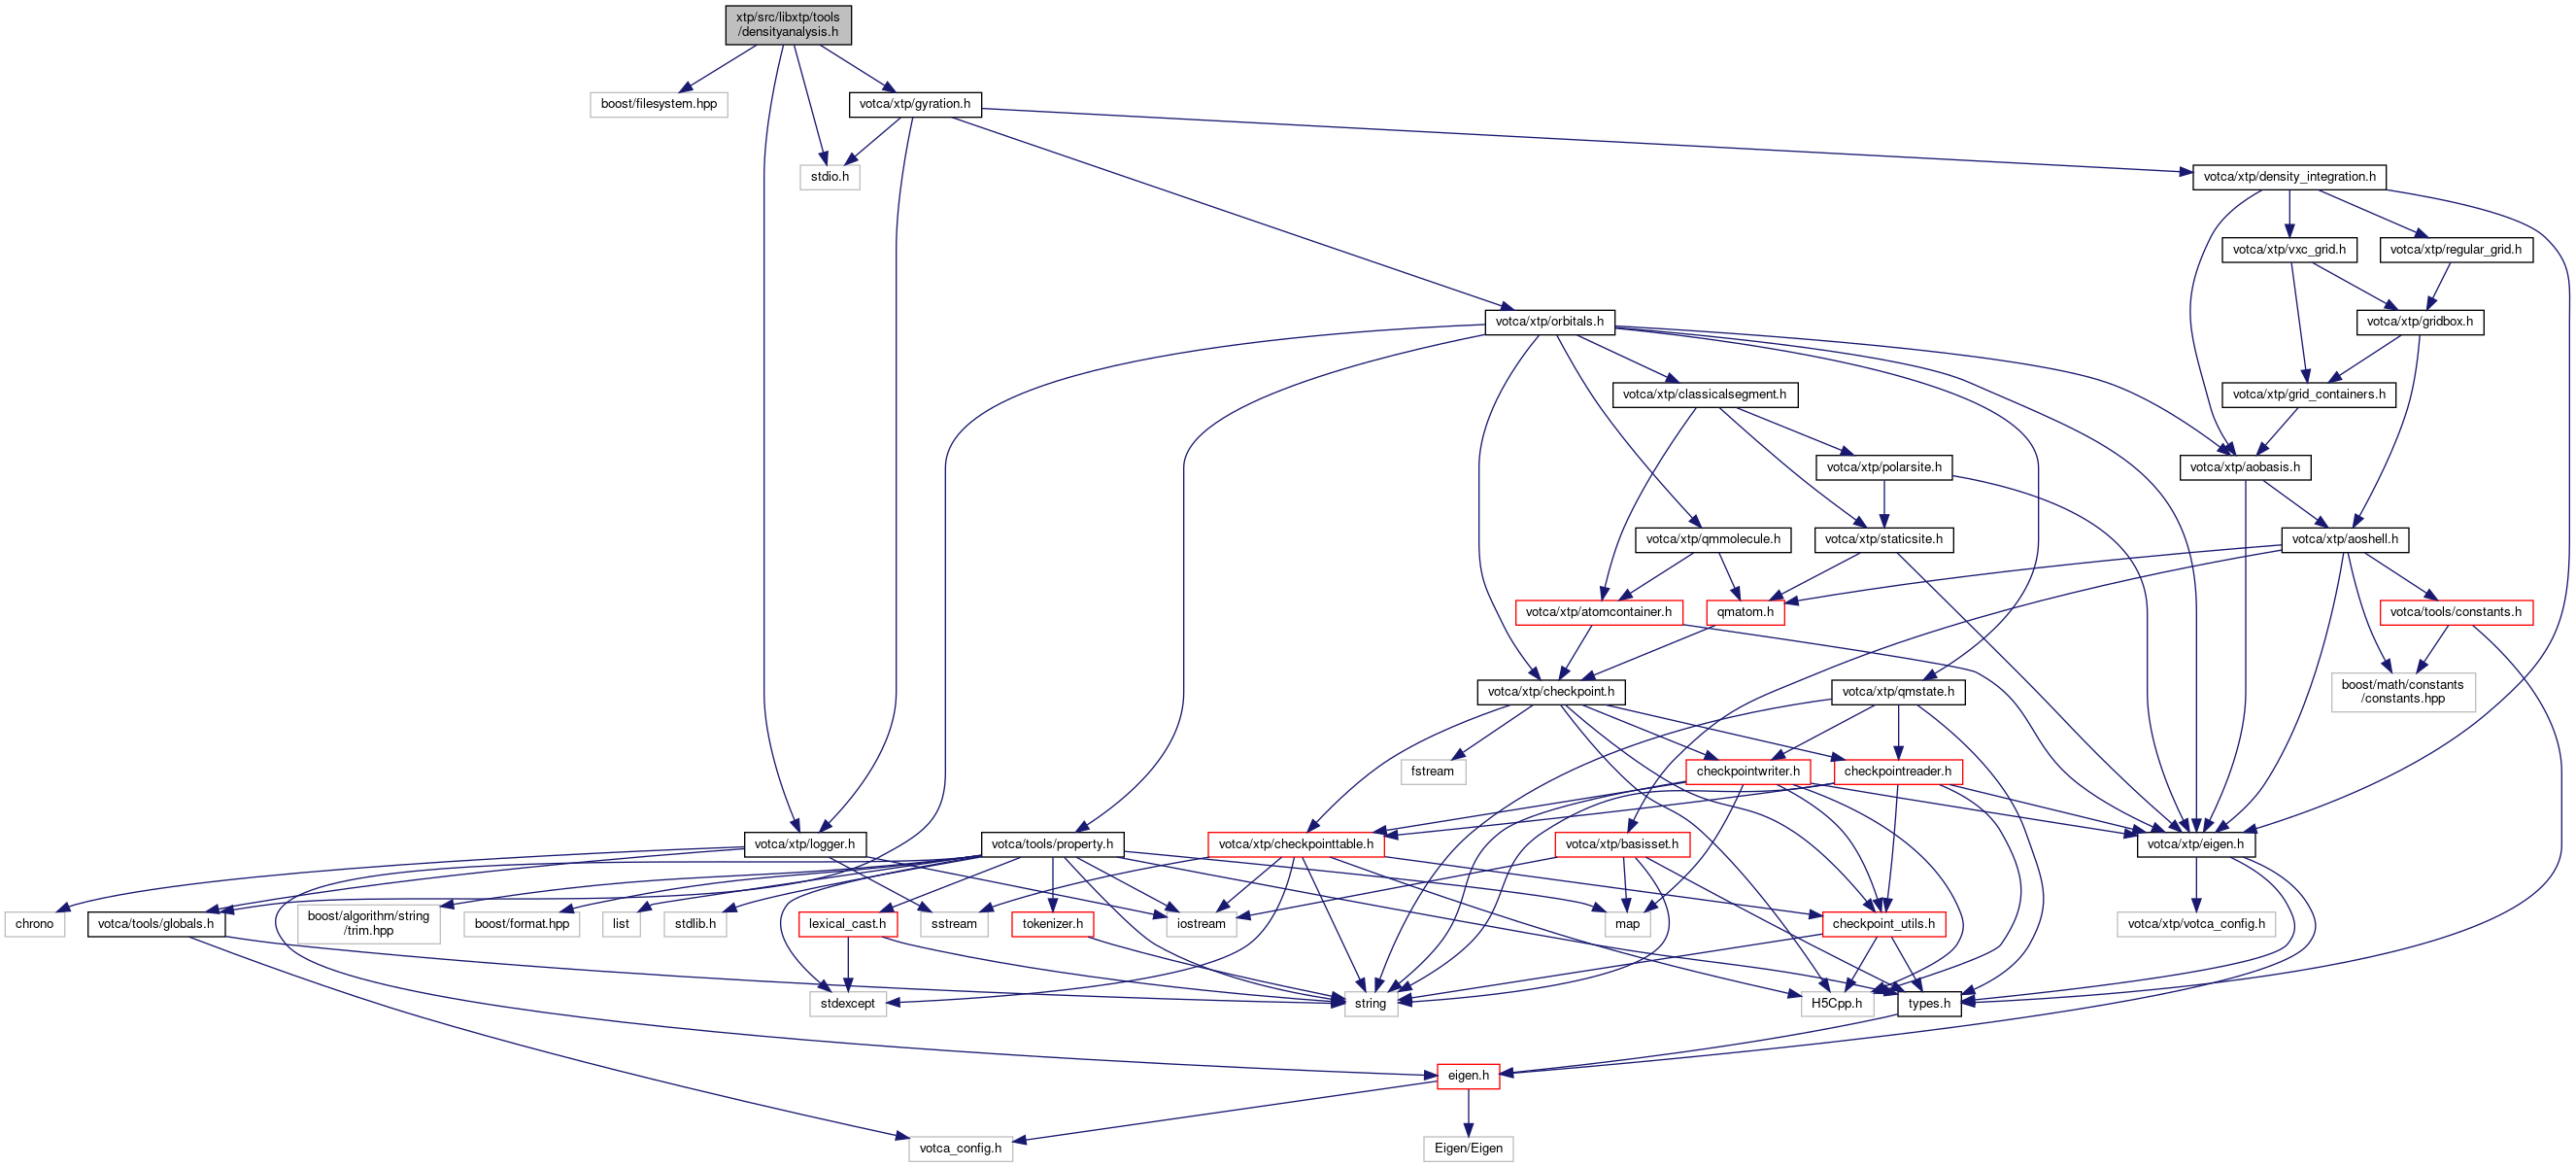 xtp/src/libxtp/tools
/densityanalysis.h
boost/filesystem.hpp
votca/xtp/gyration.h
stdio.h
votca/xtp/density_integration.h
votca/xtp/vxc_grid.h
votca/xtp/regular_grid.h
votca/xtp/orbitals.h
votca/xtp/gridbox.h
votca/xtp/classicalsegment.h
votca/xtp/grid_containers.h
votca/xtp/polarsite.h
votca/xtp/aobasis.h
votca/xtp/qmmolecule.h
votca/xtp/staticsite.h
votca/xtp/aoshell.h
votca/xtp/atomcontainer.h
qmatom.h
votca/tools/constants.h
votca/xtp/checkpoint.h
votca/xtp/qmstate.h
boost/math/constants
/constants.hpp
fstream
checkpointwriter.h
checkpointreader.h
votca/xtp/logger.h
votca/tools/property.h
votca/xtp/checkpointtable.h
votca/xtp/basisset.h
votca/xtp/eigen.h
chrono
votca/tools/globals.h
boost/algorithm/string
/trim.hpp
boost/format.hpp
list
stdlib.h
lexical_cast.h
sstream
tokenizer.h
iostream
map
checkpoint_utils.h
votca/xtp/votca_config.h
stdexcept
string
H5Cpp.h
types.h
eigen.h
votca_config.h
Eigen/Eigen